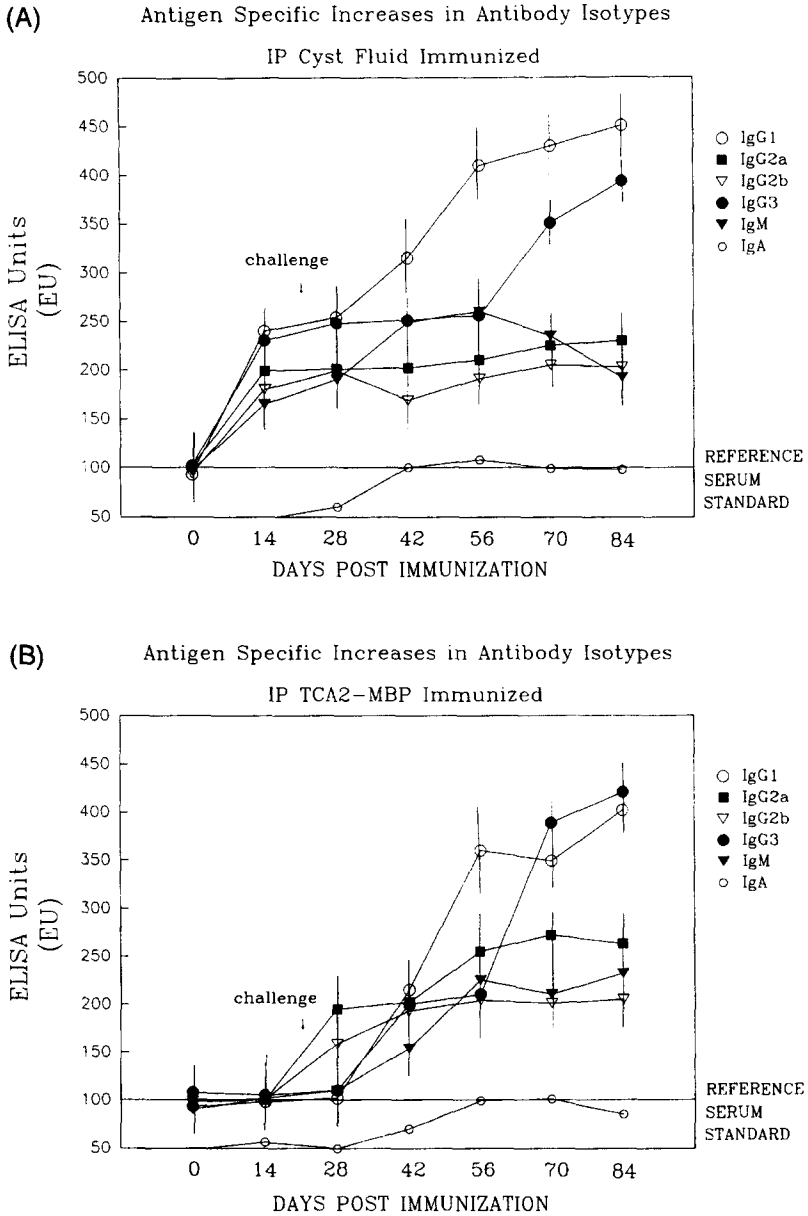 (A)
Antigen Specific Increases in Antibody Isotypes
IP Cyst Fluid Immunized
500
450
400
350
300
250
200
150
100
50
ELISA Units
(EU)
challenge
IgG1
IgG2a
IgG2b
IgG3
IgM
IgA
REFERENCE
SERUM
STANDARD
0 14 28 42 56 70 84
DAYS POST IMMUNIZATION
(B)
Antigen Specific Increases in Antibody Isotypes
IP TCA2-MBP Immunized
500
450
400
350
300
250
200
150
100
50
ELISA Units
(EU)
challenge
IgG1
IgG2a
IgG2b
IgG3
IgM
IgA
REFERENCE
SERUM
STANDARD
0 14 28 42 56 70 84
DAYS POST IMMUNIZATION